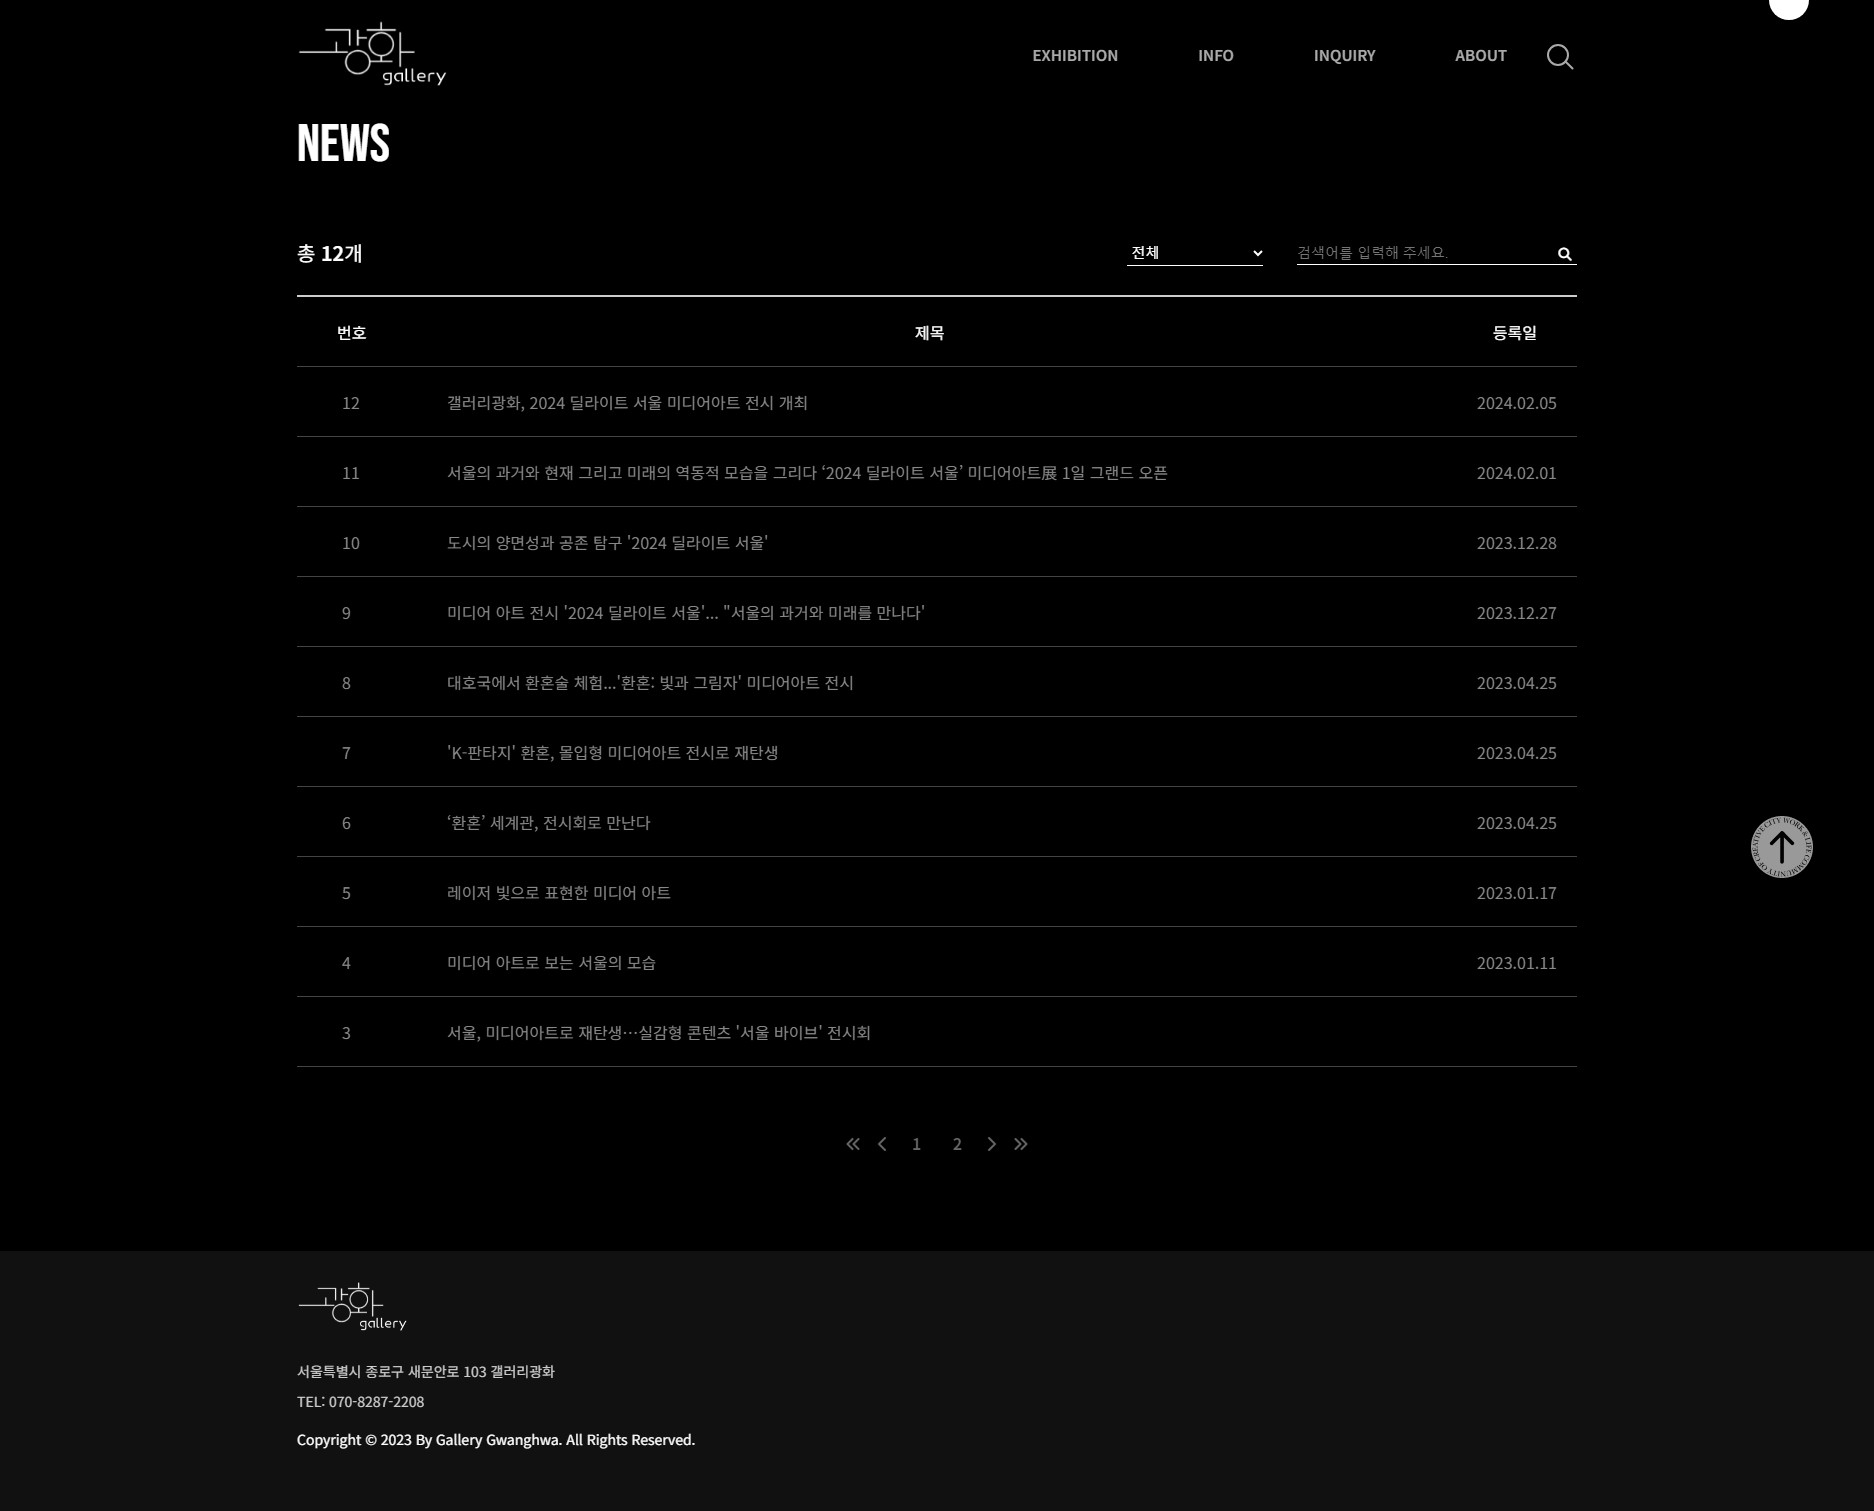 광화
gallery
EXHIBITION INFO INQUIRY ABOUT
NEWS
총 12개 전체 검색어를 입력해 주세요.
번호 제목 등록일
12 갤러리광화, 2024 딜라이트 서울 미디어아트 전시 개최 2024.02.05
11 서울의 과거와 현재 그리고 미래의 역동적 모습을 그리다 ‘2024 딜라이트 서울’ 미디어아트展 1일 그랜드 오픈 2024.02.01
10 도시의 양면성과 공존 탐구 '2024 딜라이트 서울' 2023.12.28
9 미디어 아트 전시 '2024 딜라이트 서울'... "서울의 과거와 미래를 만나다' 2023.12.27
8 대호국에서 환혼술 체험...'환혼: 빛과 그림자' 미디어아트 전시 2023.04.25
7 'K-판타지' 환혼, 몰입형 미디어아트 전시로 재탄생 2023.04.25
6 ‘환혼’ 세계관, 전시회로 만난다 2023.04.25
CREATIVE CITY WORK & LIFE COMMUNITY OF
5 레이저 빛으로 표현한 미디어 아트 2023.01.17
4 미디어 아트로 보는 서울의 모습 2023.01.11
3 서울, 미디어아트로 재탄생…실감형 콘텐츠 '서울 바이브' 전시회
1 2
광화
gallery
서울특별시 종로구 새문안로 103 갤러리광화
TEL: 070-8287-2208
Copyright © 2023 By Gallery Gwanghwa. All Rights Reserved.